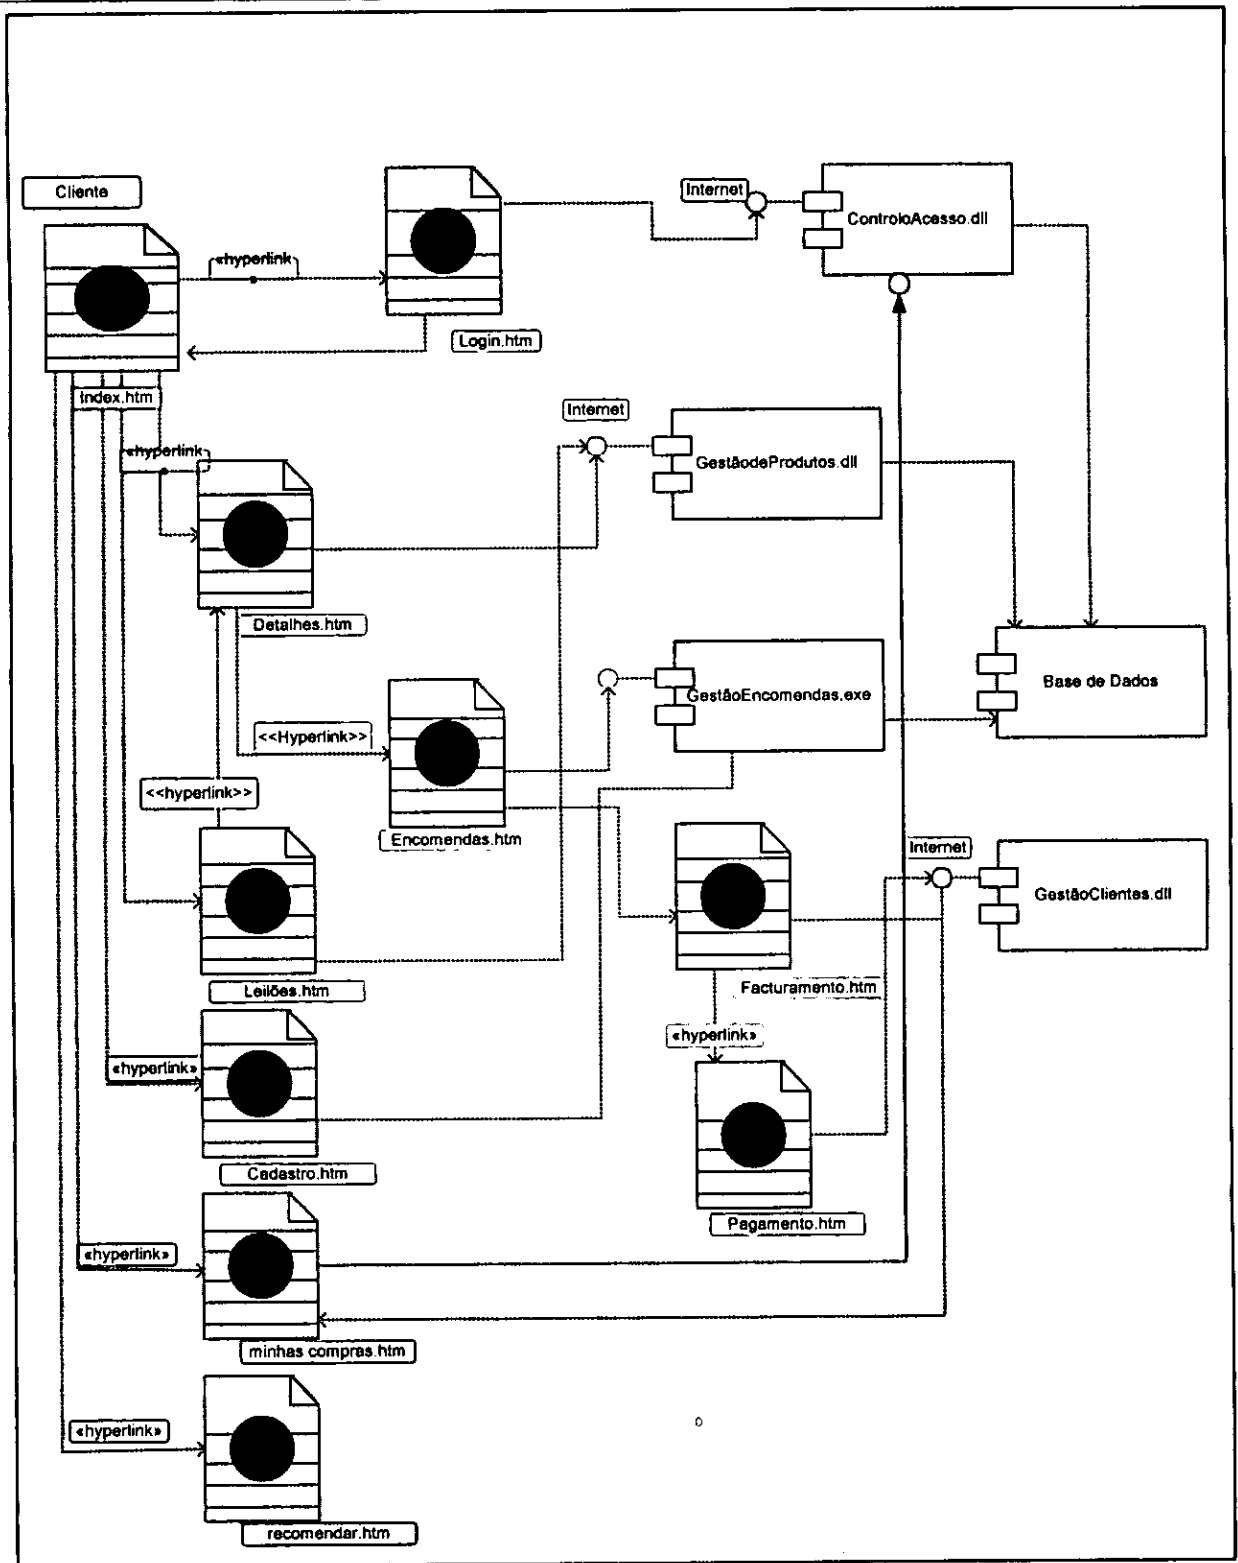 Cliente
Internet
ControloAcesso.dll
«hyperlink
Login.htm
Index.htm
Internet
«hyperlink
GestãodeProdutos.dll
Detalhes.htm
GestãoEncomendas.exe
Base de Dados
<<Hyperlink>>
<<hyperlink>>
Encomendas.htm
Internet
GestãoClientes.dll
Leilões.htm
Facturamento.htm
«hyperlink»
«hyperlink»
Cadastro.htm
Pagamento.htm
«hyperlink»
minhas compras.htm
«hyperlink»
recomendar.htm